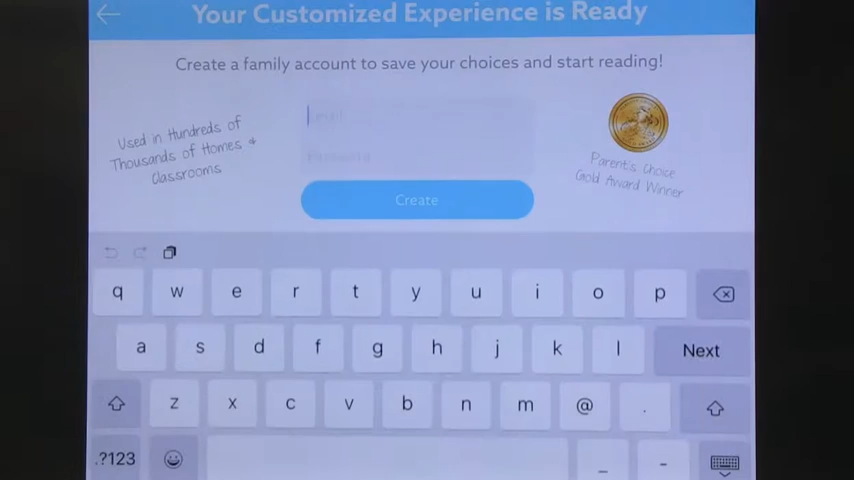 Your Customized Experience is Ready
Create a family account to save your choices and start reading!
Used in Hundreds of
Thousands of Homes &
Classrooms
Email
Password
Parent's Choice
Gold Award Winner
Create
q w e r t y u i o p
a s d f g h j k l Next
z x c v b n m @ .
.?123 _ -